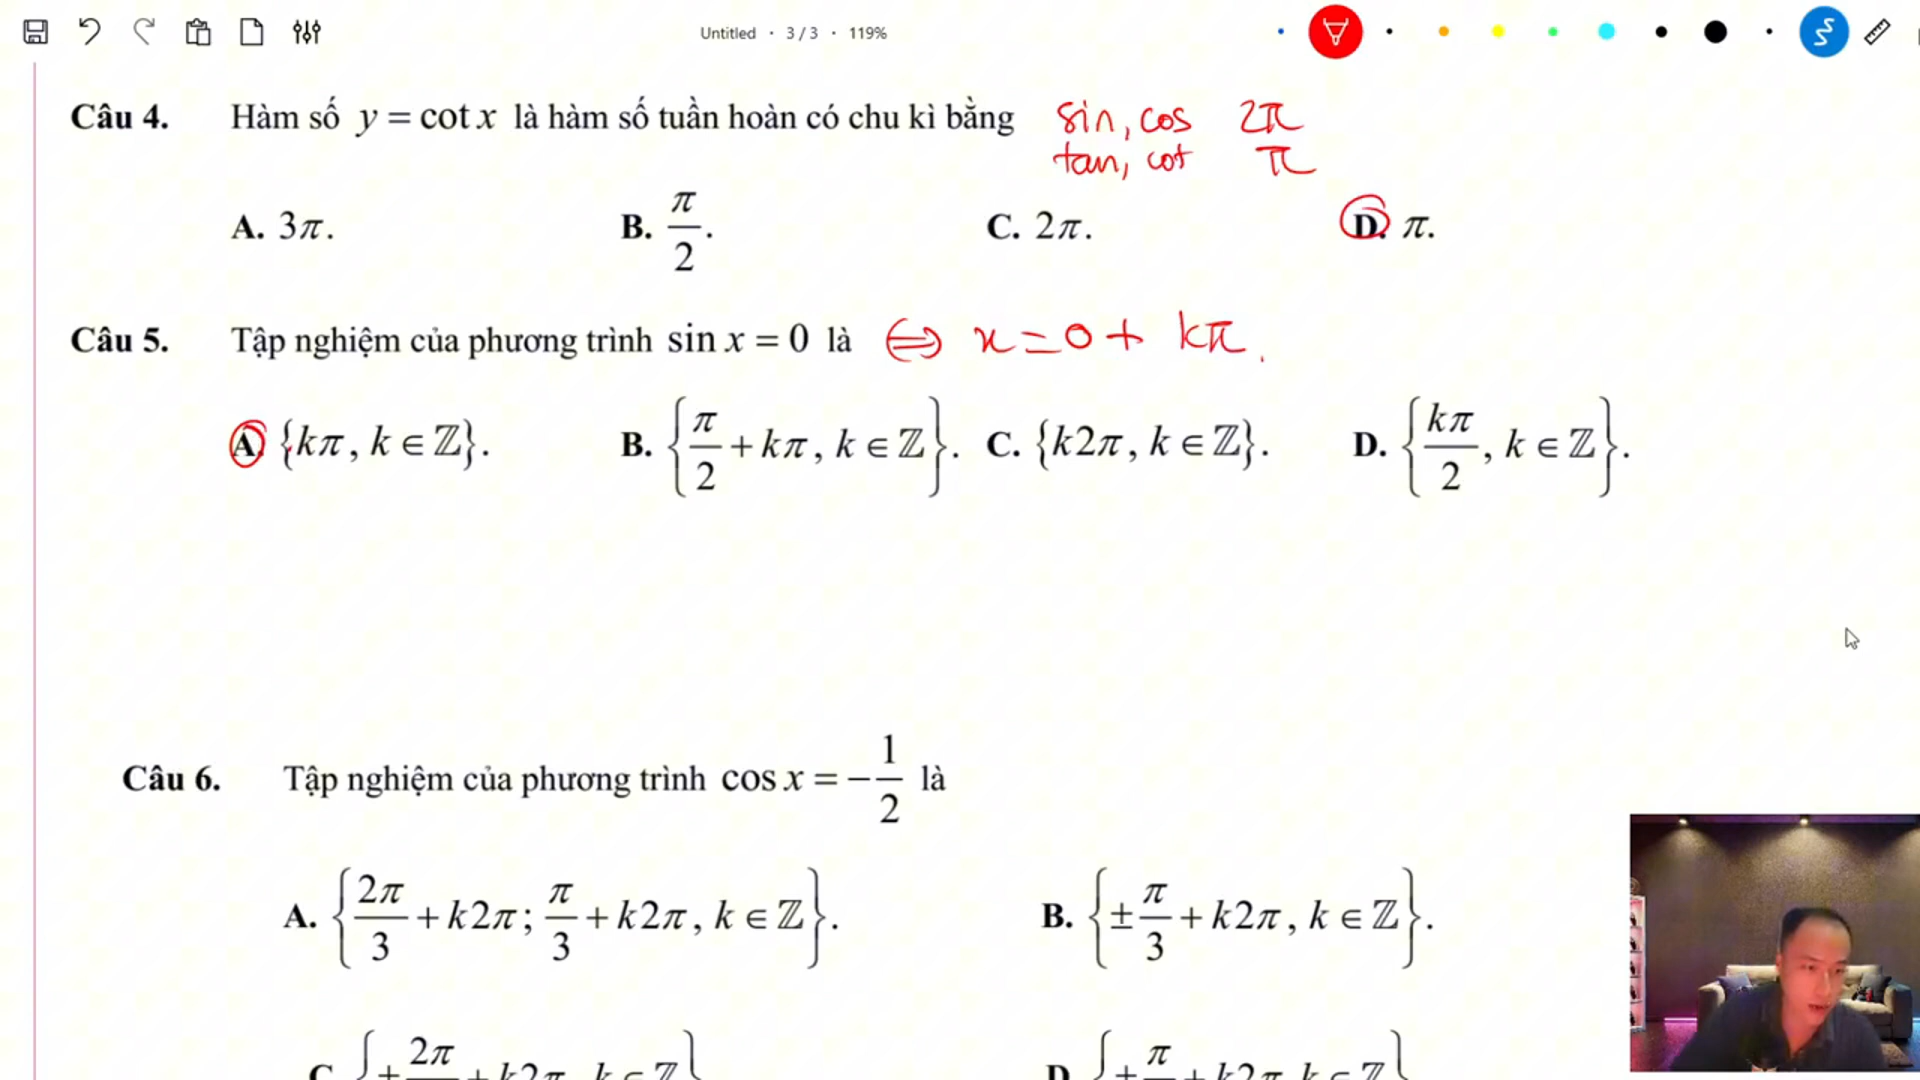 Untitled · 3 / 3 · 119%
Câu 4. Hàm số y = cot x là hàm số tuần hoàn có chu kì bằng sin, cos 2π
tan, cot π
A. 3π. B. π/2. C. 2π. D. π.
Câu 5. Tập nghiệm của phương trình sin x = 0 là ⇔ x = 0 + kπ.
A. {kπ, k ∈ ℤ}. B. {π/2 + kπ, k ∈ ℤ}. C. {k2π, k ∈ ℤ}. D. {kπ/2, k ∈ ℤ}.
Câu 6. Tập nghiệm của phương trình cos x = −1/2 là
A. {2π/3 + k2π; π/3 + k2π, k ∈ ℤ}. B. {±π/3 + k2π, k ∈ ℤ}.
C. {± 2π + k2π, k ∈ ℤ} D. {± π + k2π, k ∈ ℤ}